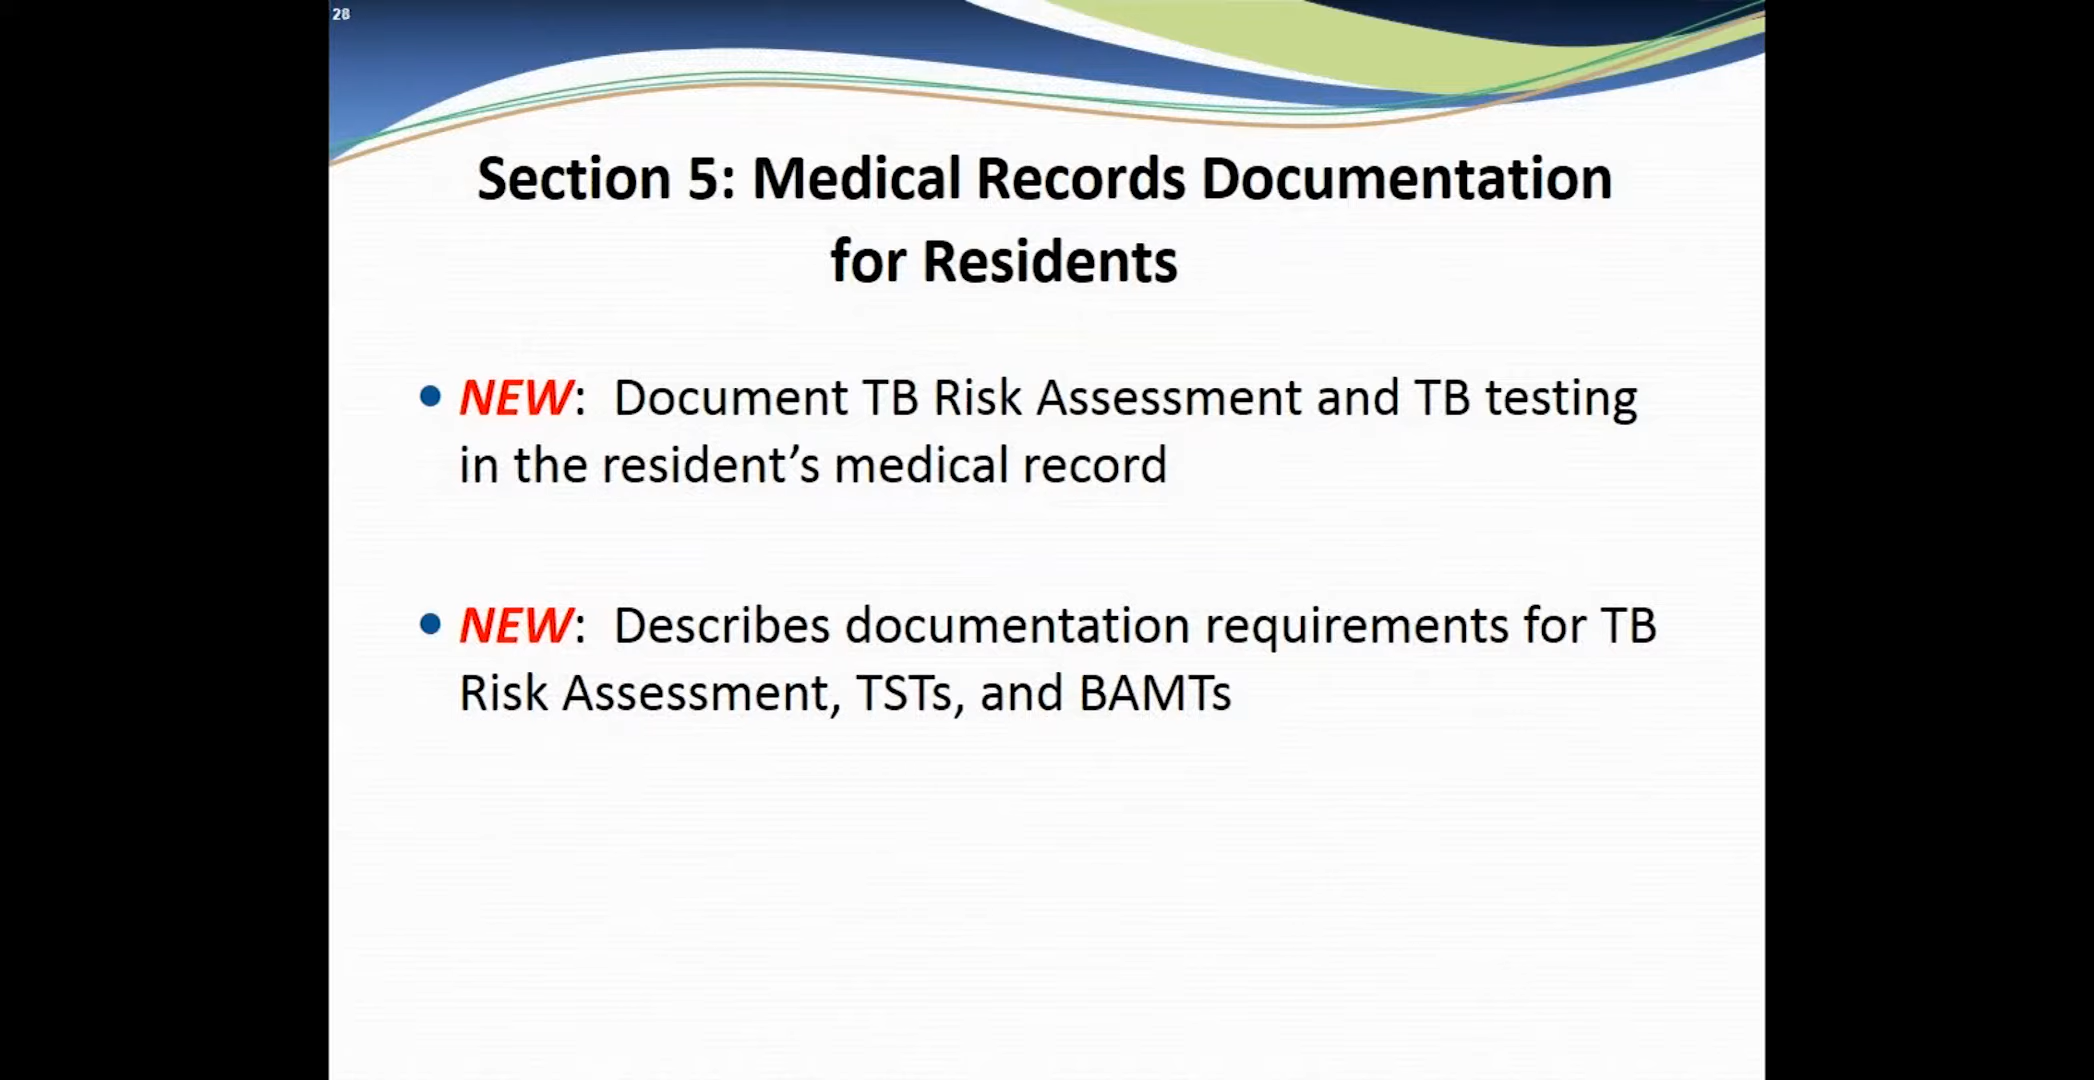 28
Section 5: Medical Records Documentation
for Residents
• NEW:  Document TB Risk Assessment and TB testing
in the resident’s medical record
• NEW:  Describes documentation requirements for TB
Risk Assessment, TSTs, and BAMTs